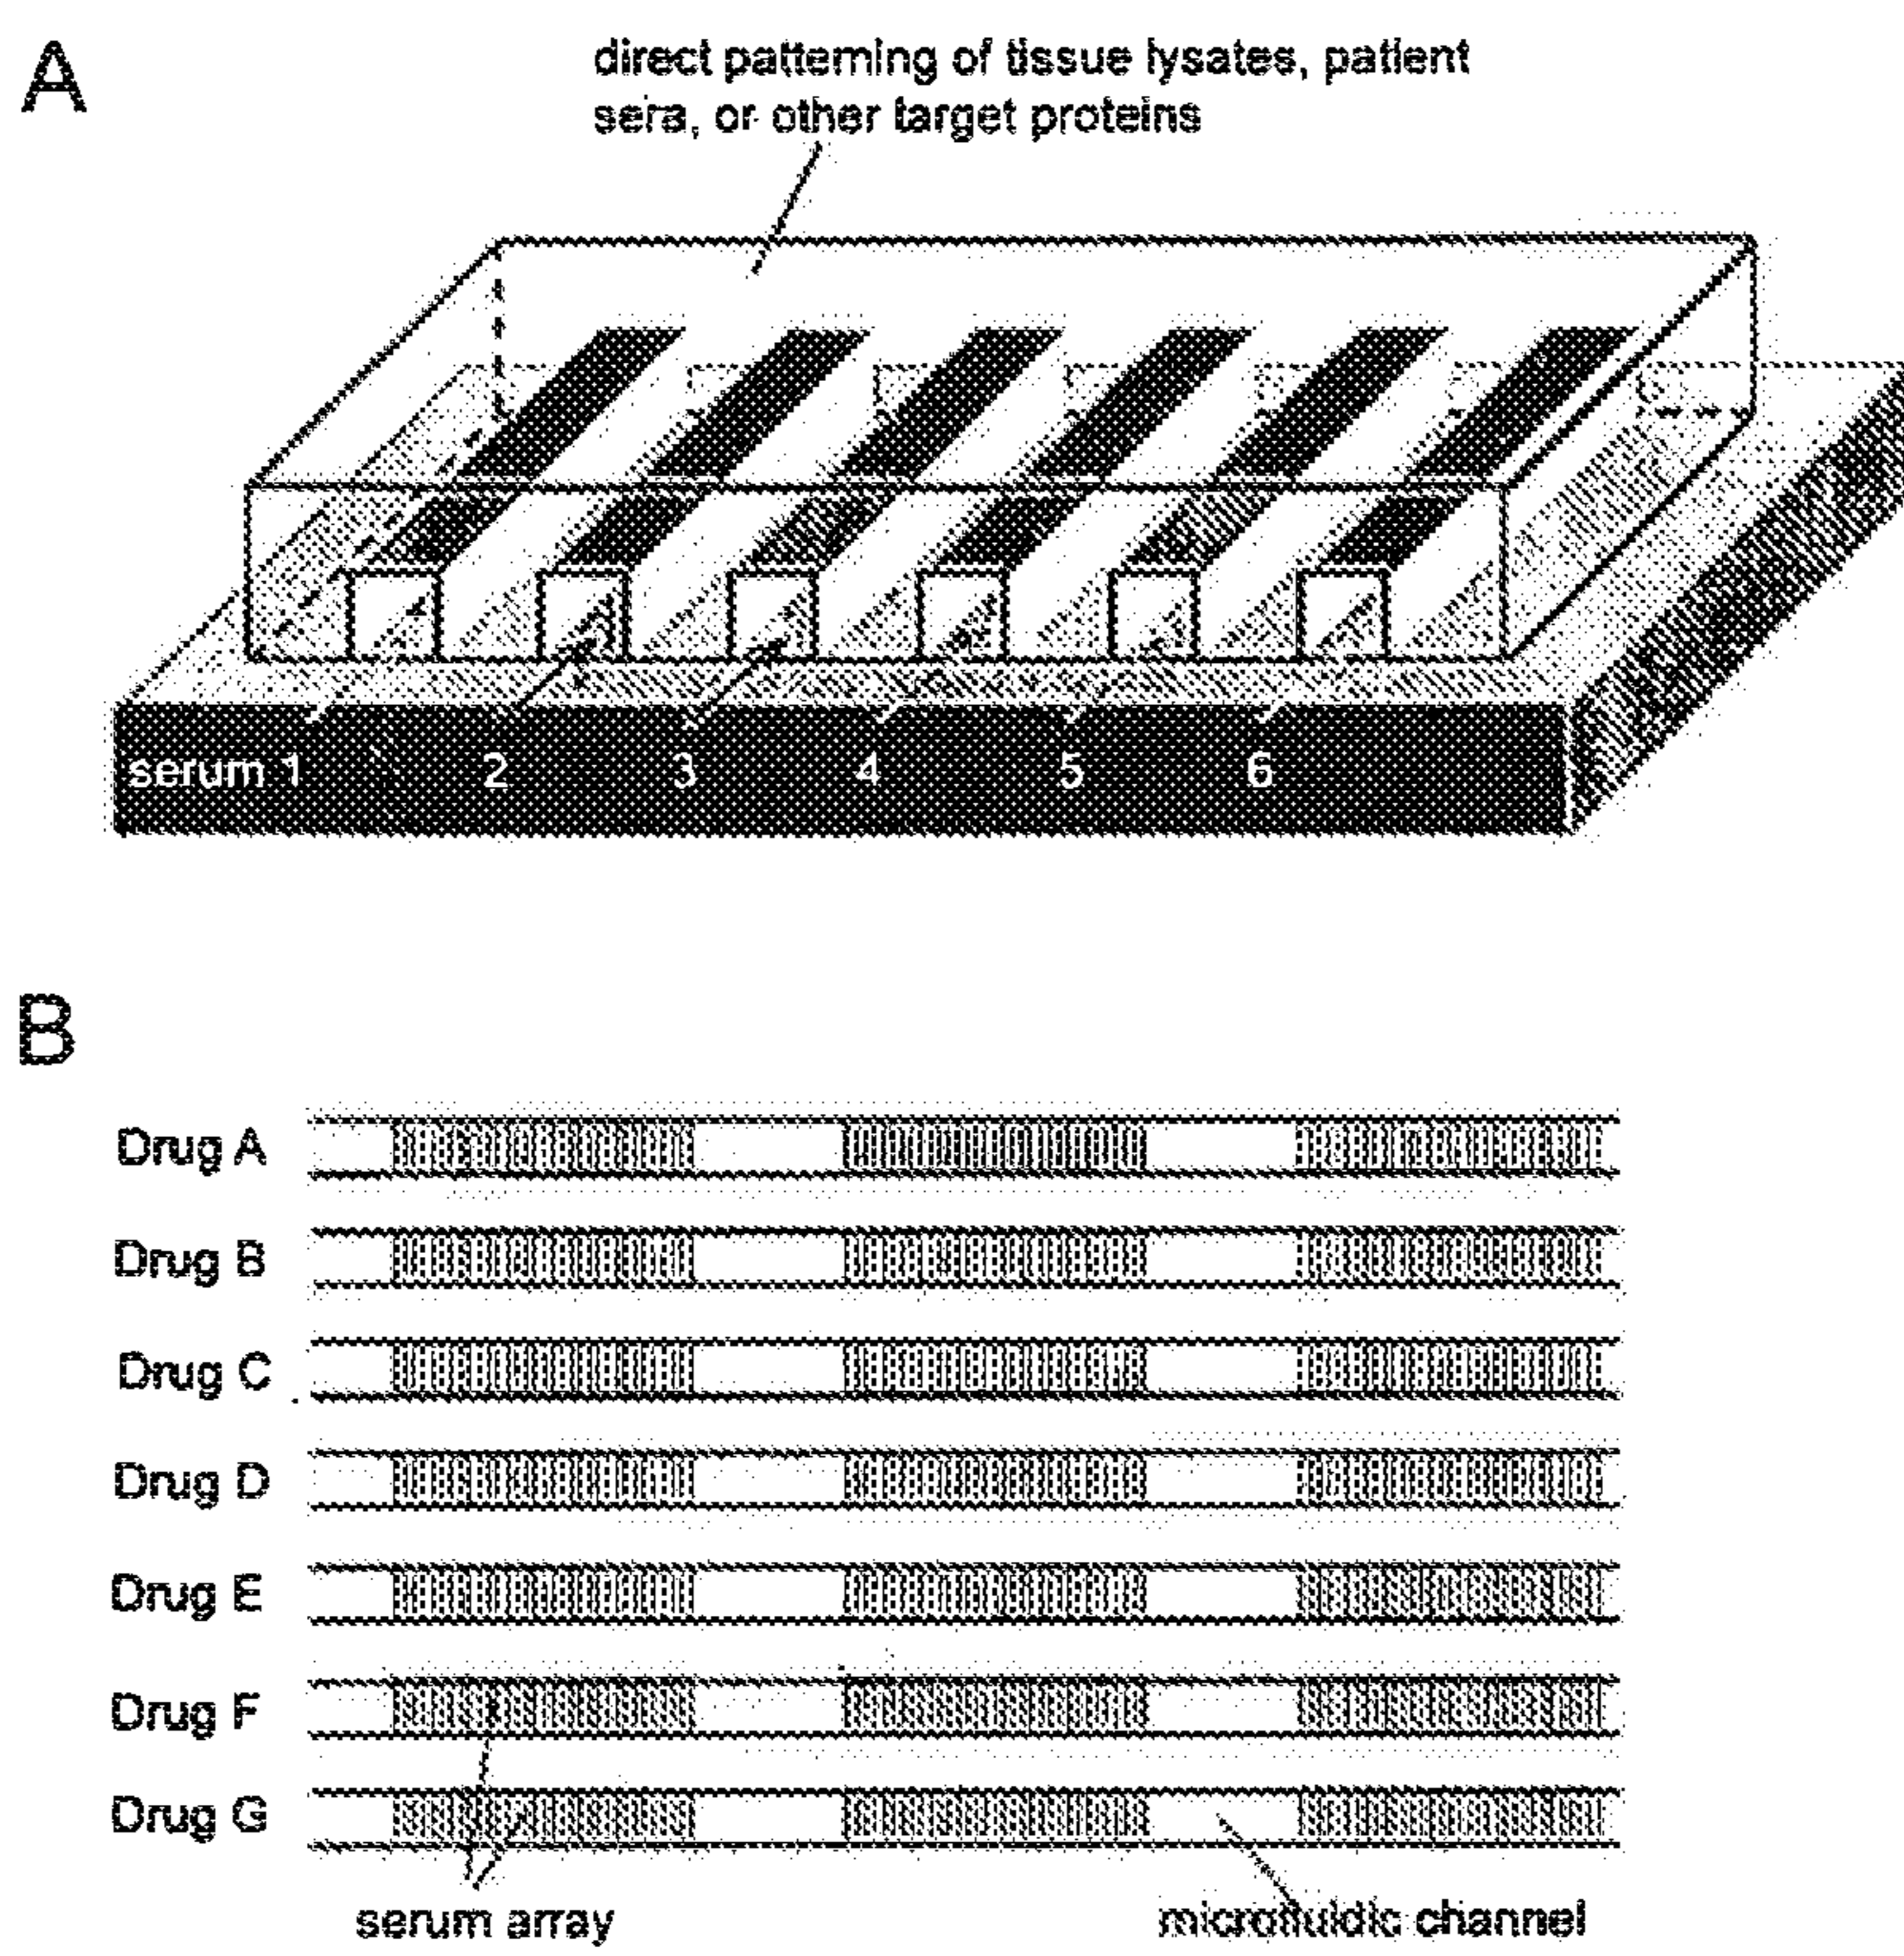 A
direct patterning of tissue lysates, patient
sera, or other target proteins
serum 1 2 3 4 5 6
B
Drug A
Drug B
Drug C
Drug D
Drug E
Drug F
Drug G
serum array microfluidic channel